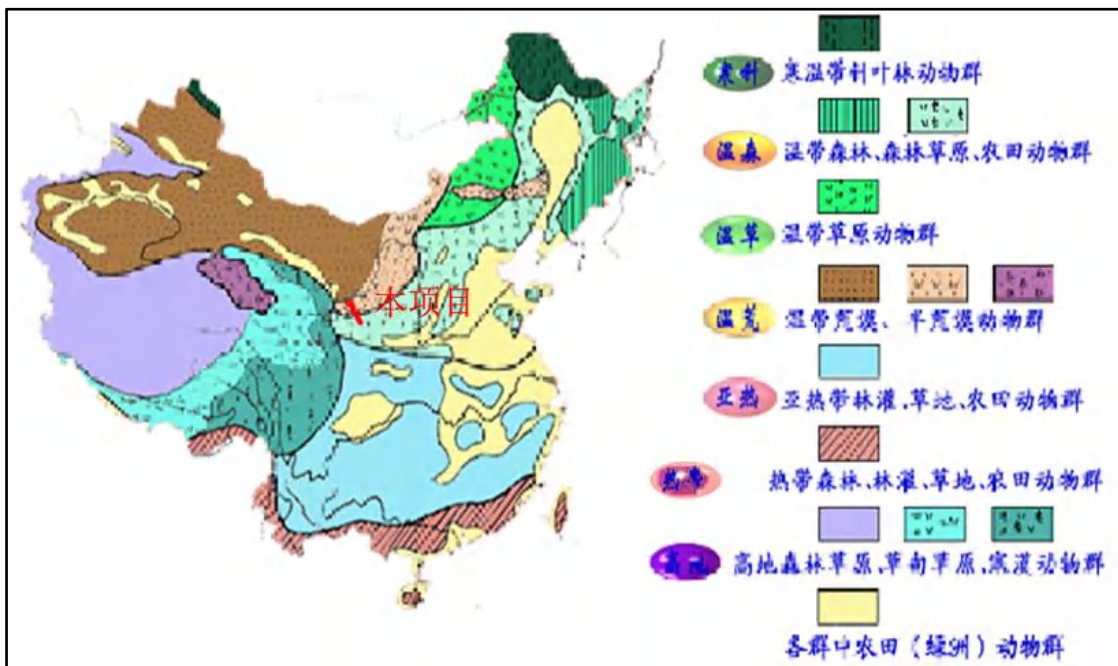 寒针 寒温带针叶林动物群
温森 温带森林、森林草原、农田动物群
温草 温带草原动物群
本项目
温荒 温带荒漠、半荒漠动物群
亚热 亚热带林灌、草地、农田动物群
热带 热带森林、林灌、草地、农田动物群
高地 高地森林草原、草甸草原、寒漠动物群
各群中农田（绿洲）动物群